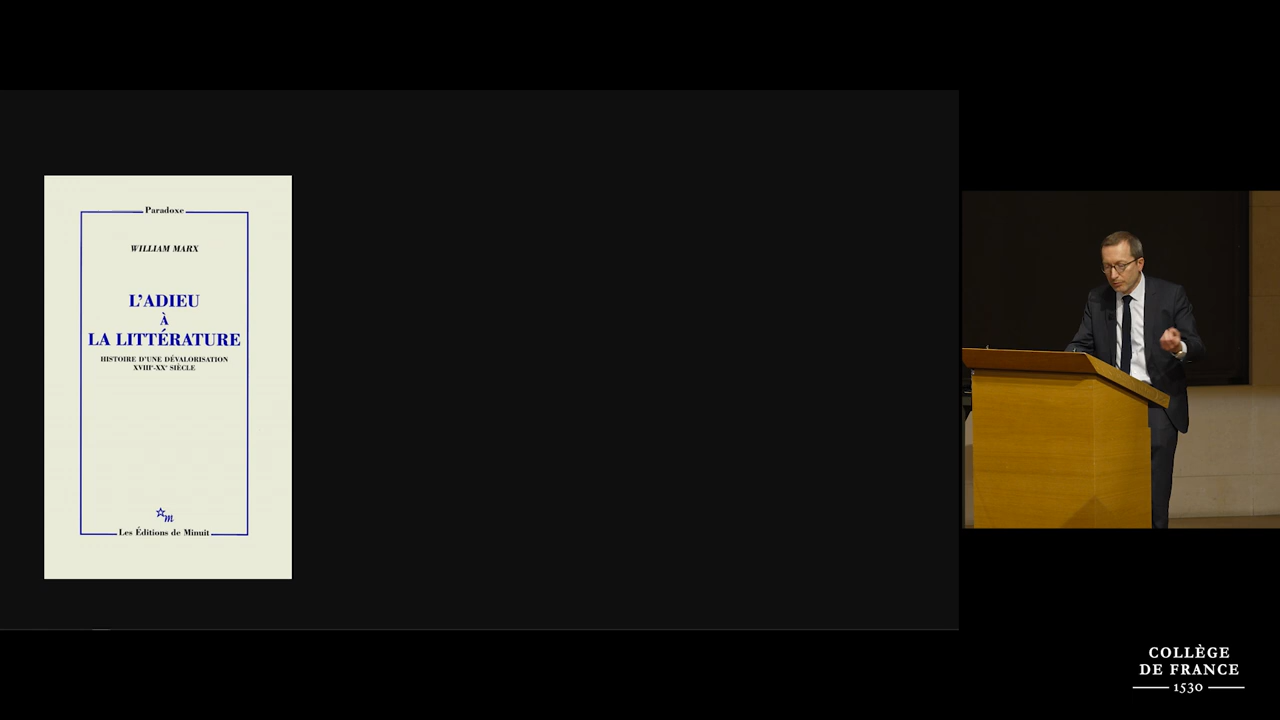 Paradoxe
WILLIAM MARX
L'ADIEU
À
LA LITTÉRATURE
HISTOIRE D'UNE DÉVALORISATION
XVIIIᵉ-XXᵉ SIÈCLE
m
Les Éditions de Minuit
COLLÈGE
DE FRANCE
1530